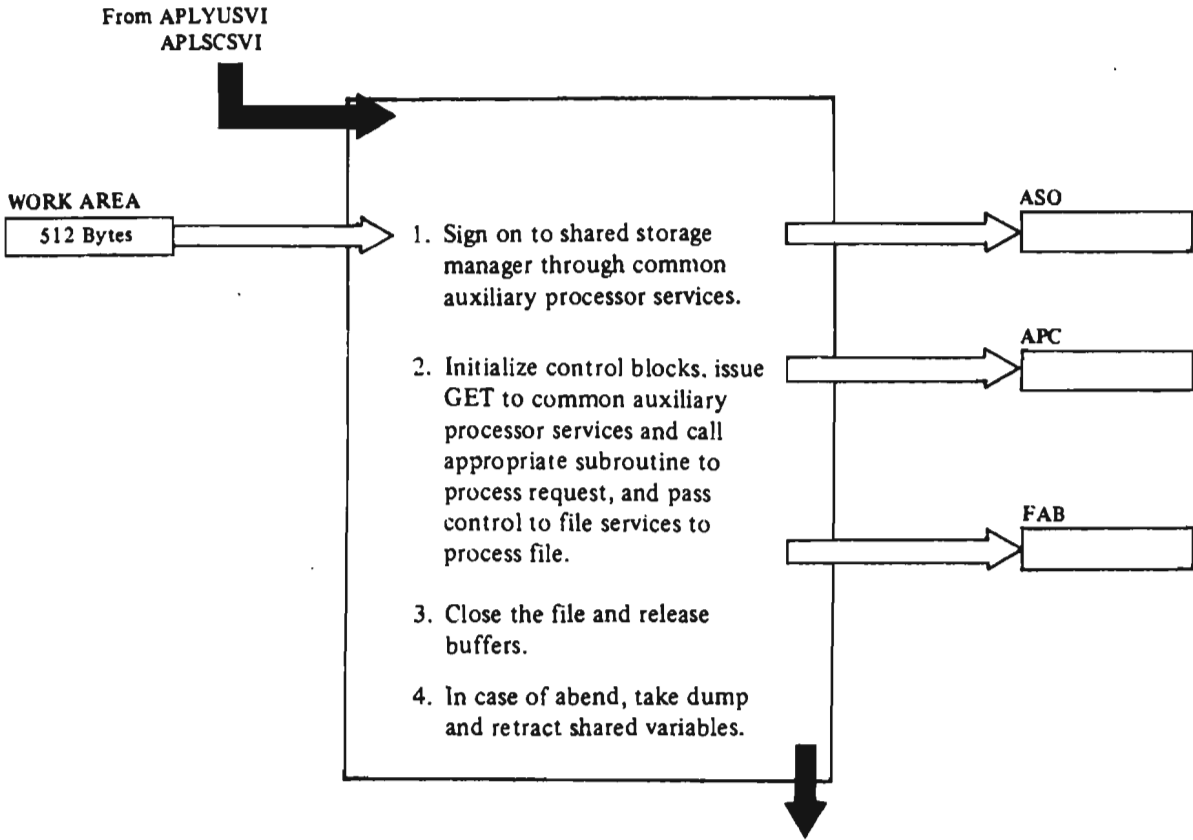 From APLYUSVI
APLSCSVI
WORK AREA
512 Bytes
1. Sign on to shared storage
manager through common
auxiliary processor services.
2. Initialize control blocks. issue
GET to common auxiliary
processor services and call
appropriate subroutine to
process request, and pass
control to file services to
process file.
3. Close the file and release
buffers.
4. In case of abend, take dump
and retract shared variables.
ASO
APC
FAB